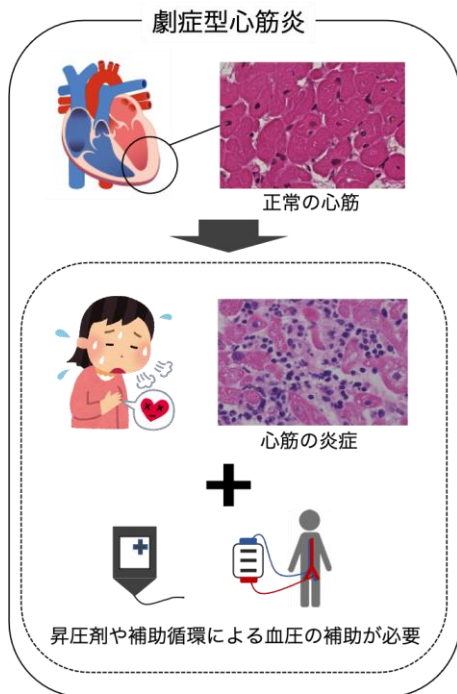 劇症型心筋炎
正常の心筋
心筋の炎症
昇圧剤や補助循環による血圧の補助が必要